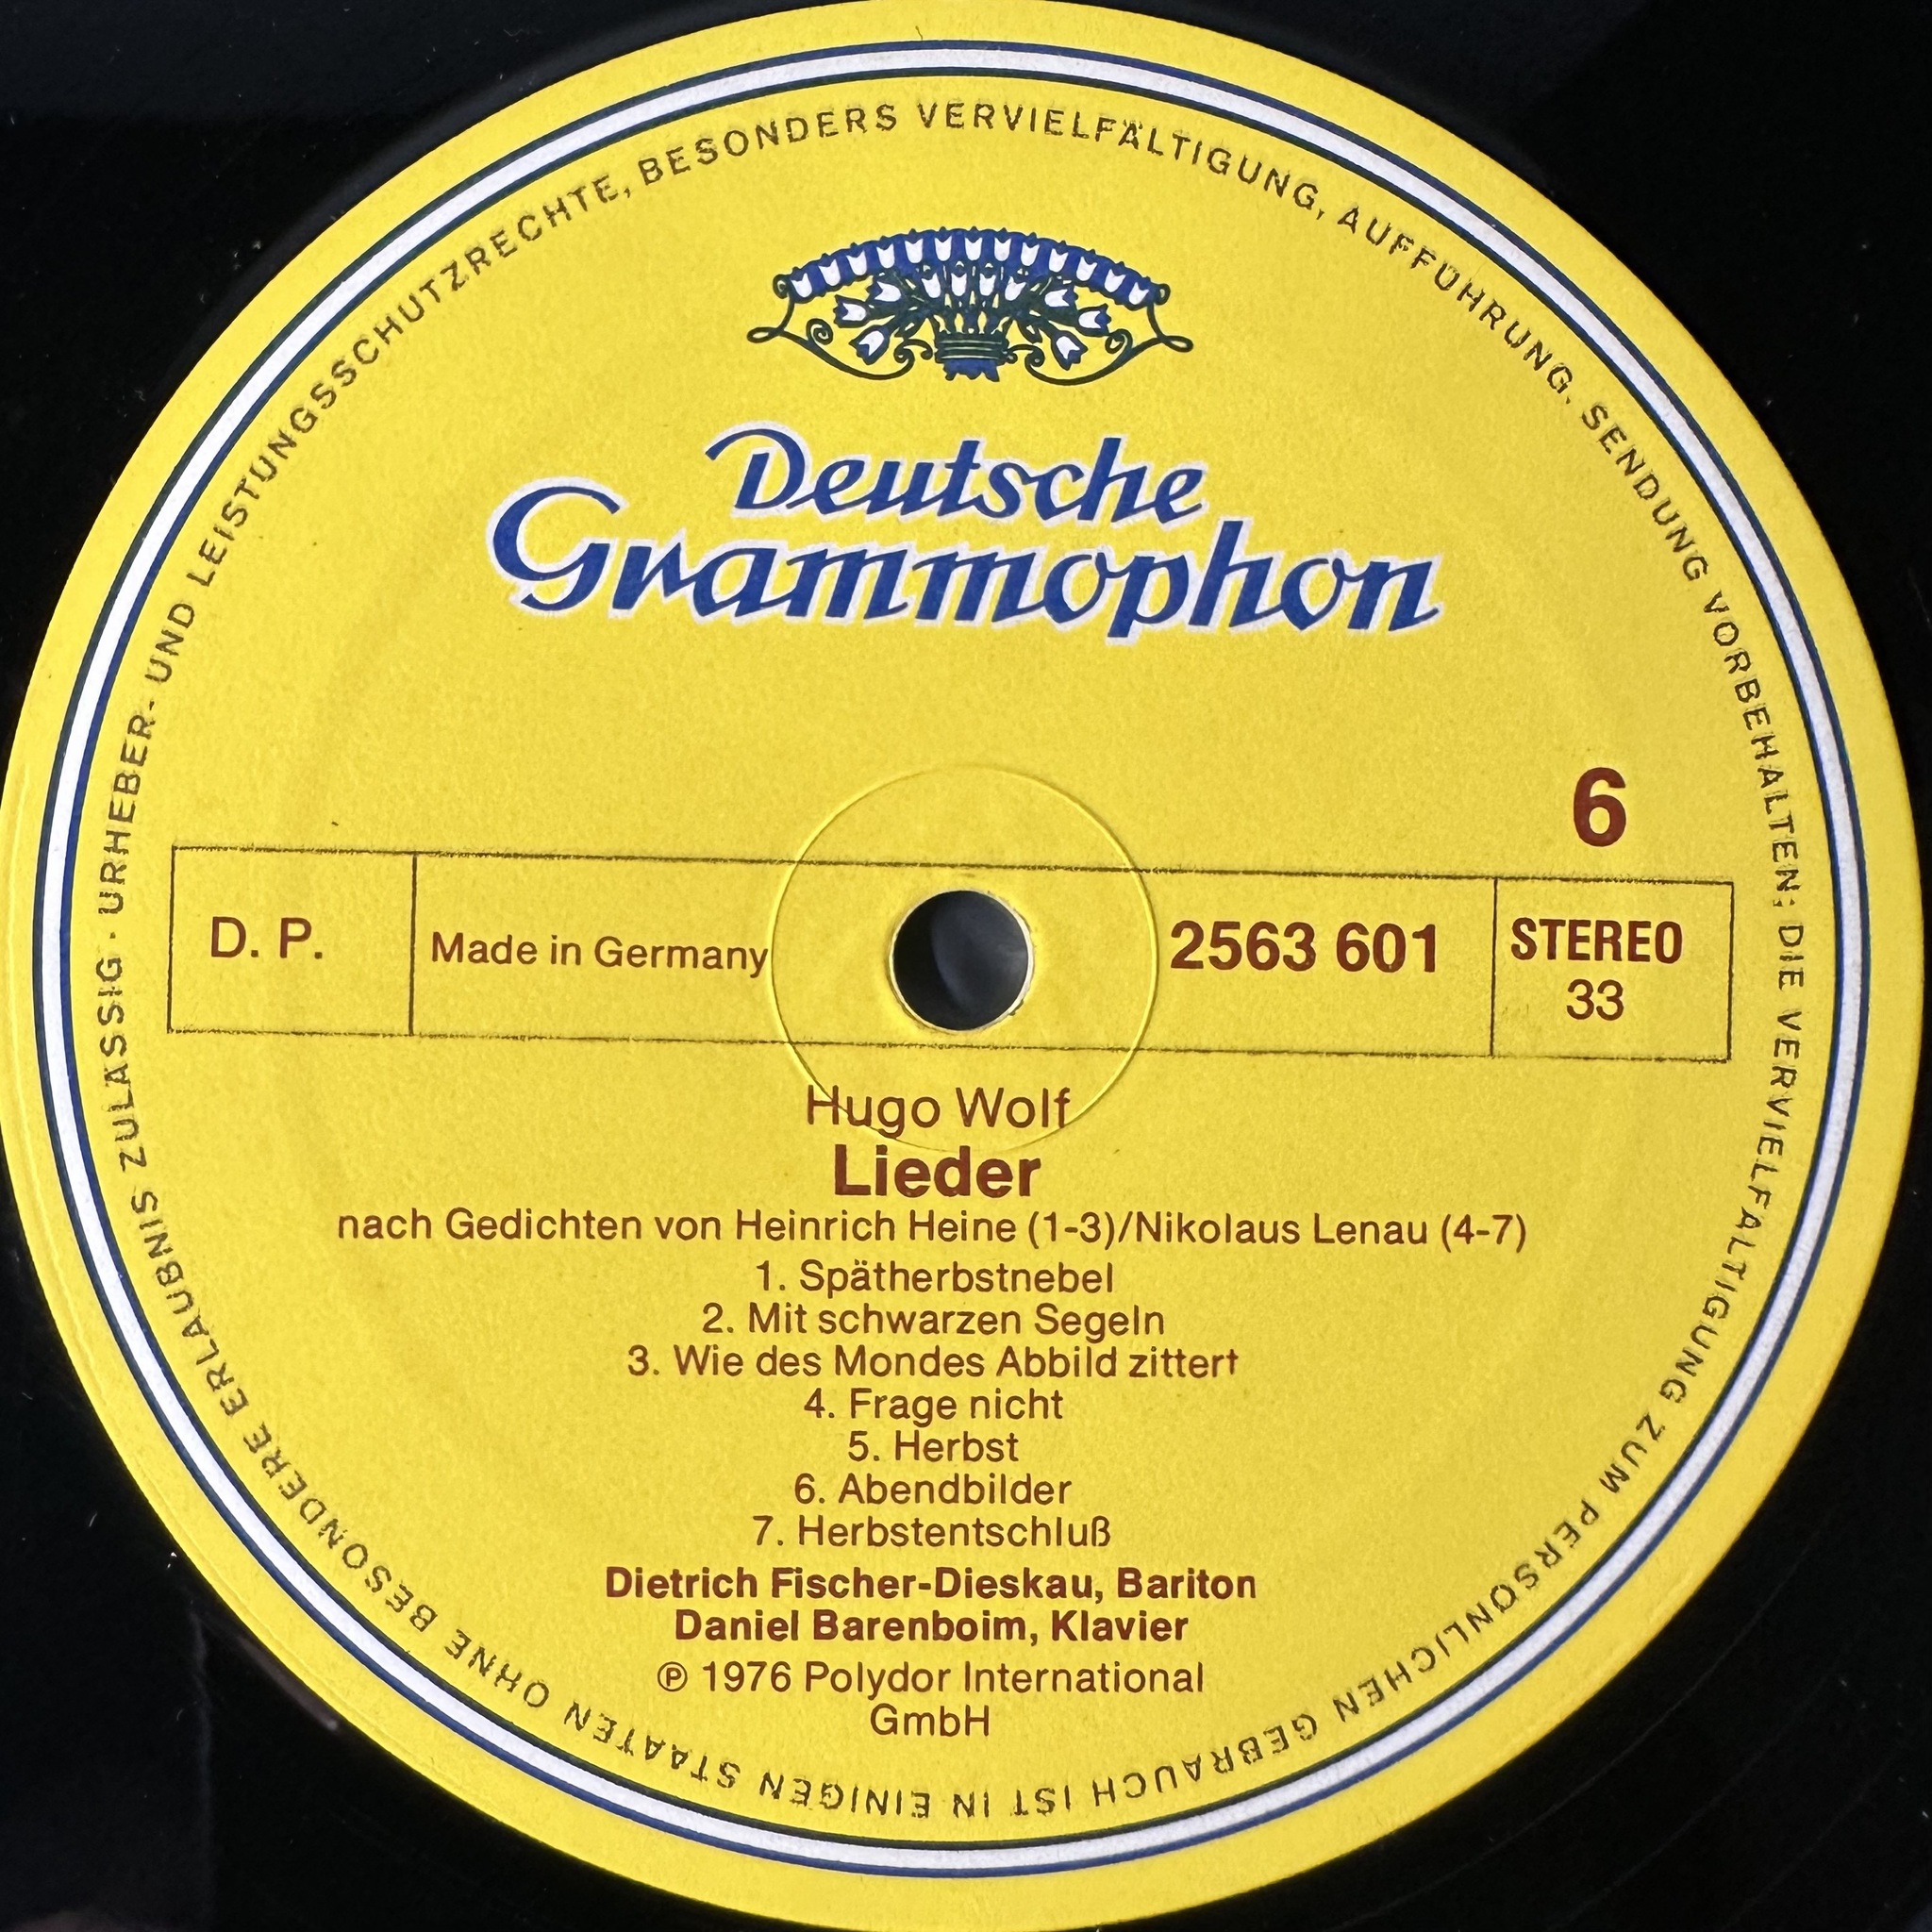 URHEBER- UND LEISTUNGSSCHUTZRECHTE, BESONDERS VERVIELFÄLTIGUNG, AUFFÜHRUNG, SENDUNG VORBEHALTEN; DIE VERVIELFÄLTIGUNG ZUM PERSÖNLICHEN GEBRAUCH IST IN EINIGEN STAATEN OHNE BESONDERE ERLAUBNIS ZULÄSSIG ·
Deutsche
Grammophon
6
D. P.
Made in Germany
2563 601
STEREO
33
Hugo Wolf
Lieder
nach Gedichten von Heinrich Heine (1-3)/Nikolaus Lenau (4-7)
1. Spätherbstnebel
2. Mit schwarzen Segeln
3. Wie des Mondes Abbild zittert
4. Frage nicht
5. Herbst
6. Abendbilder
7. Herbstentschluß
Dietrich Fischer-Dieskau, Bariton
Daniel Barenboim, Klavier
℗ 1976 Polydor International
GmbH